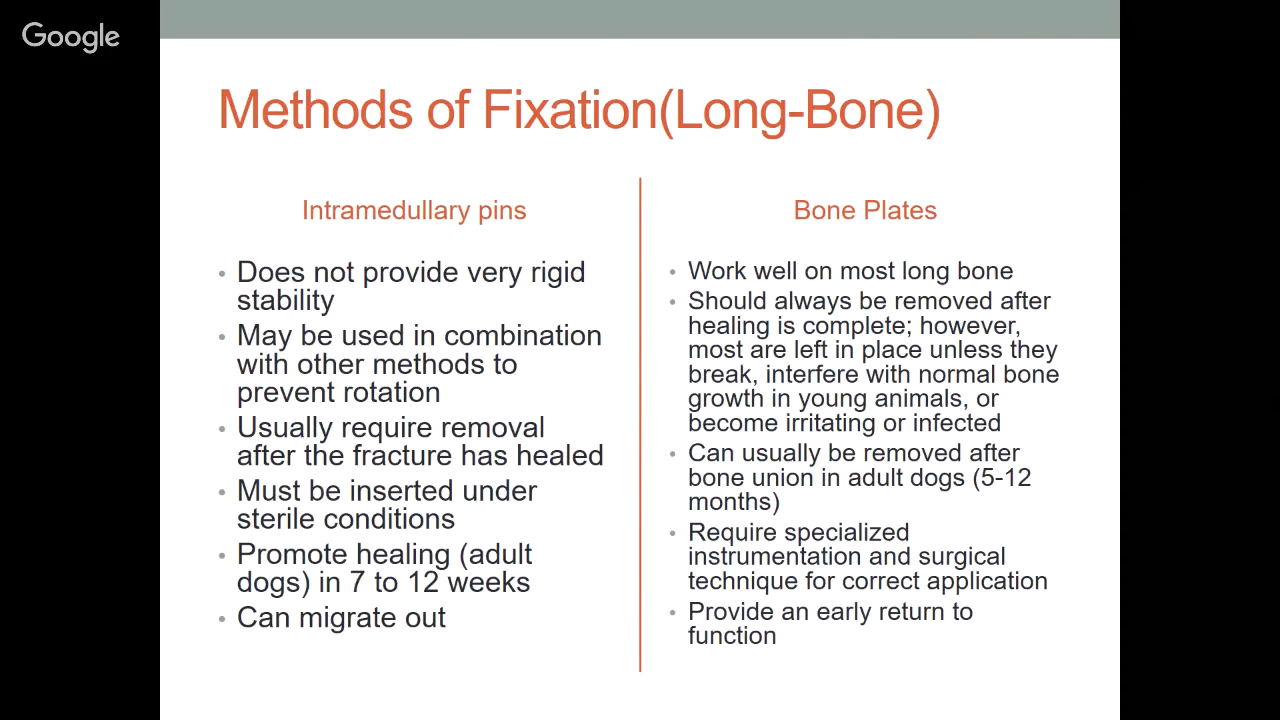 Google
Methods of Fixation(Long-Bone)
Intramedullary pins
• Does not provide very rigid
stability
• May be used in combination
with other methods to
prevent rotation
• Usually require removal
after the fracture has healed
• Must be inserted under
sterile conditions
• Promote healing (adult
dogs) in 7 to 12 weeks
• Can migrate out
Bone Plates
• Work well on most long bone
• Should always be removed after
healing is complete; however,
most are left in place unless they
break, interfere with normal bone
growth in young animals, or
become irritating or infected
• Can usually be removed after
bone union in adult dogs (5-12
months)
• Require specialized
instrumentation and surgical
technique for correct application
• Provide an early return to
function